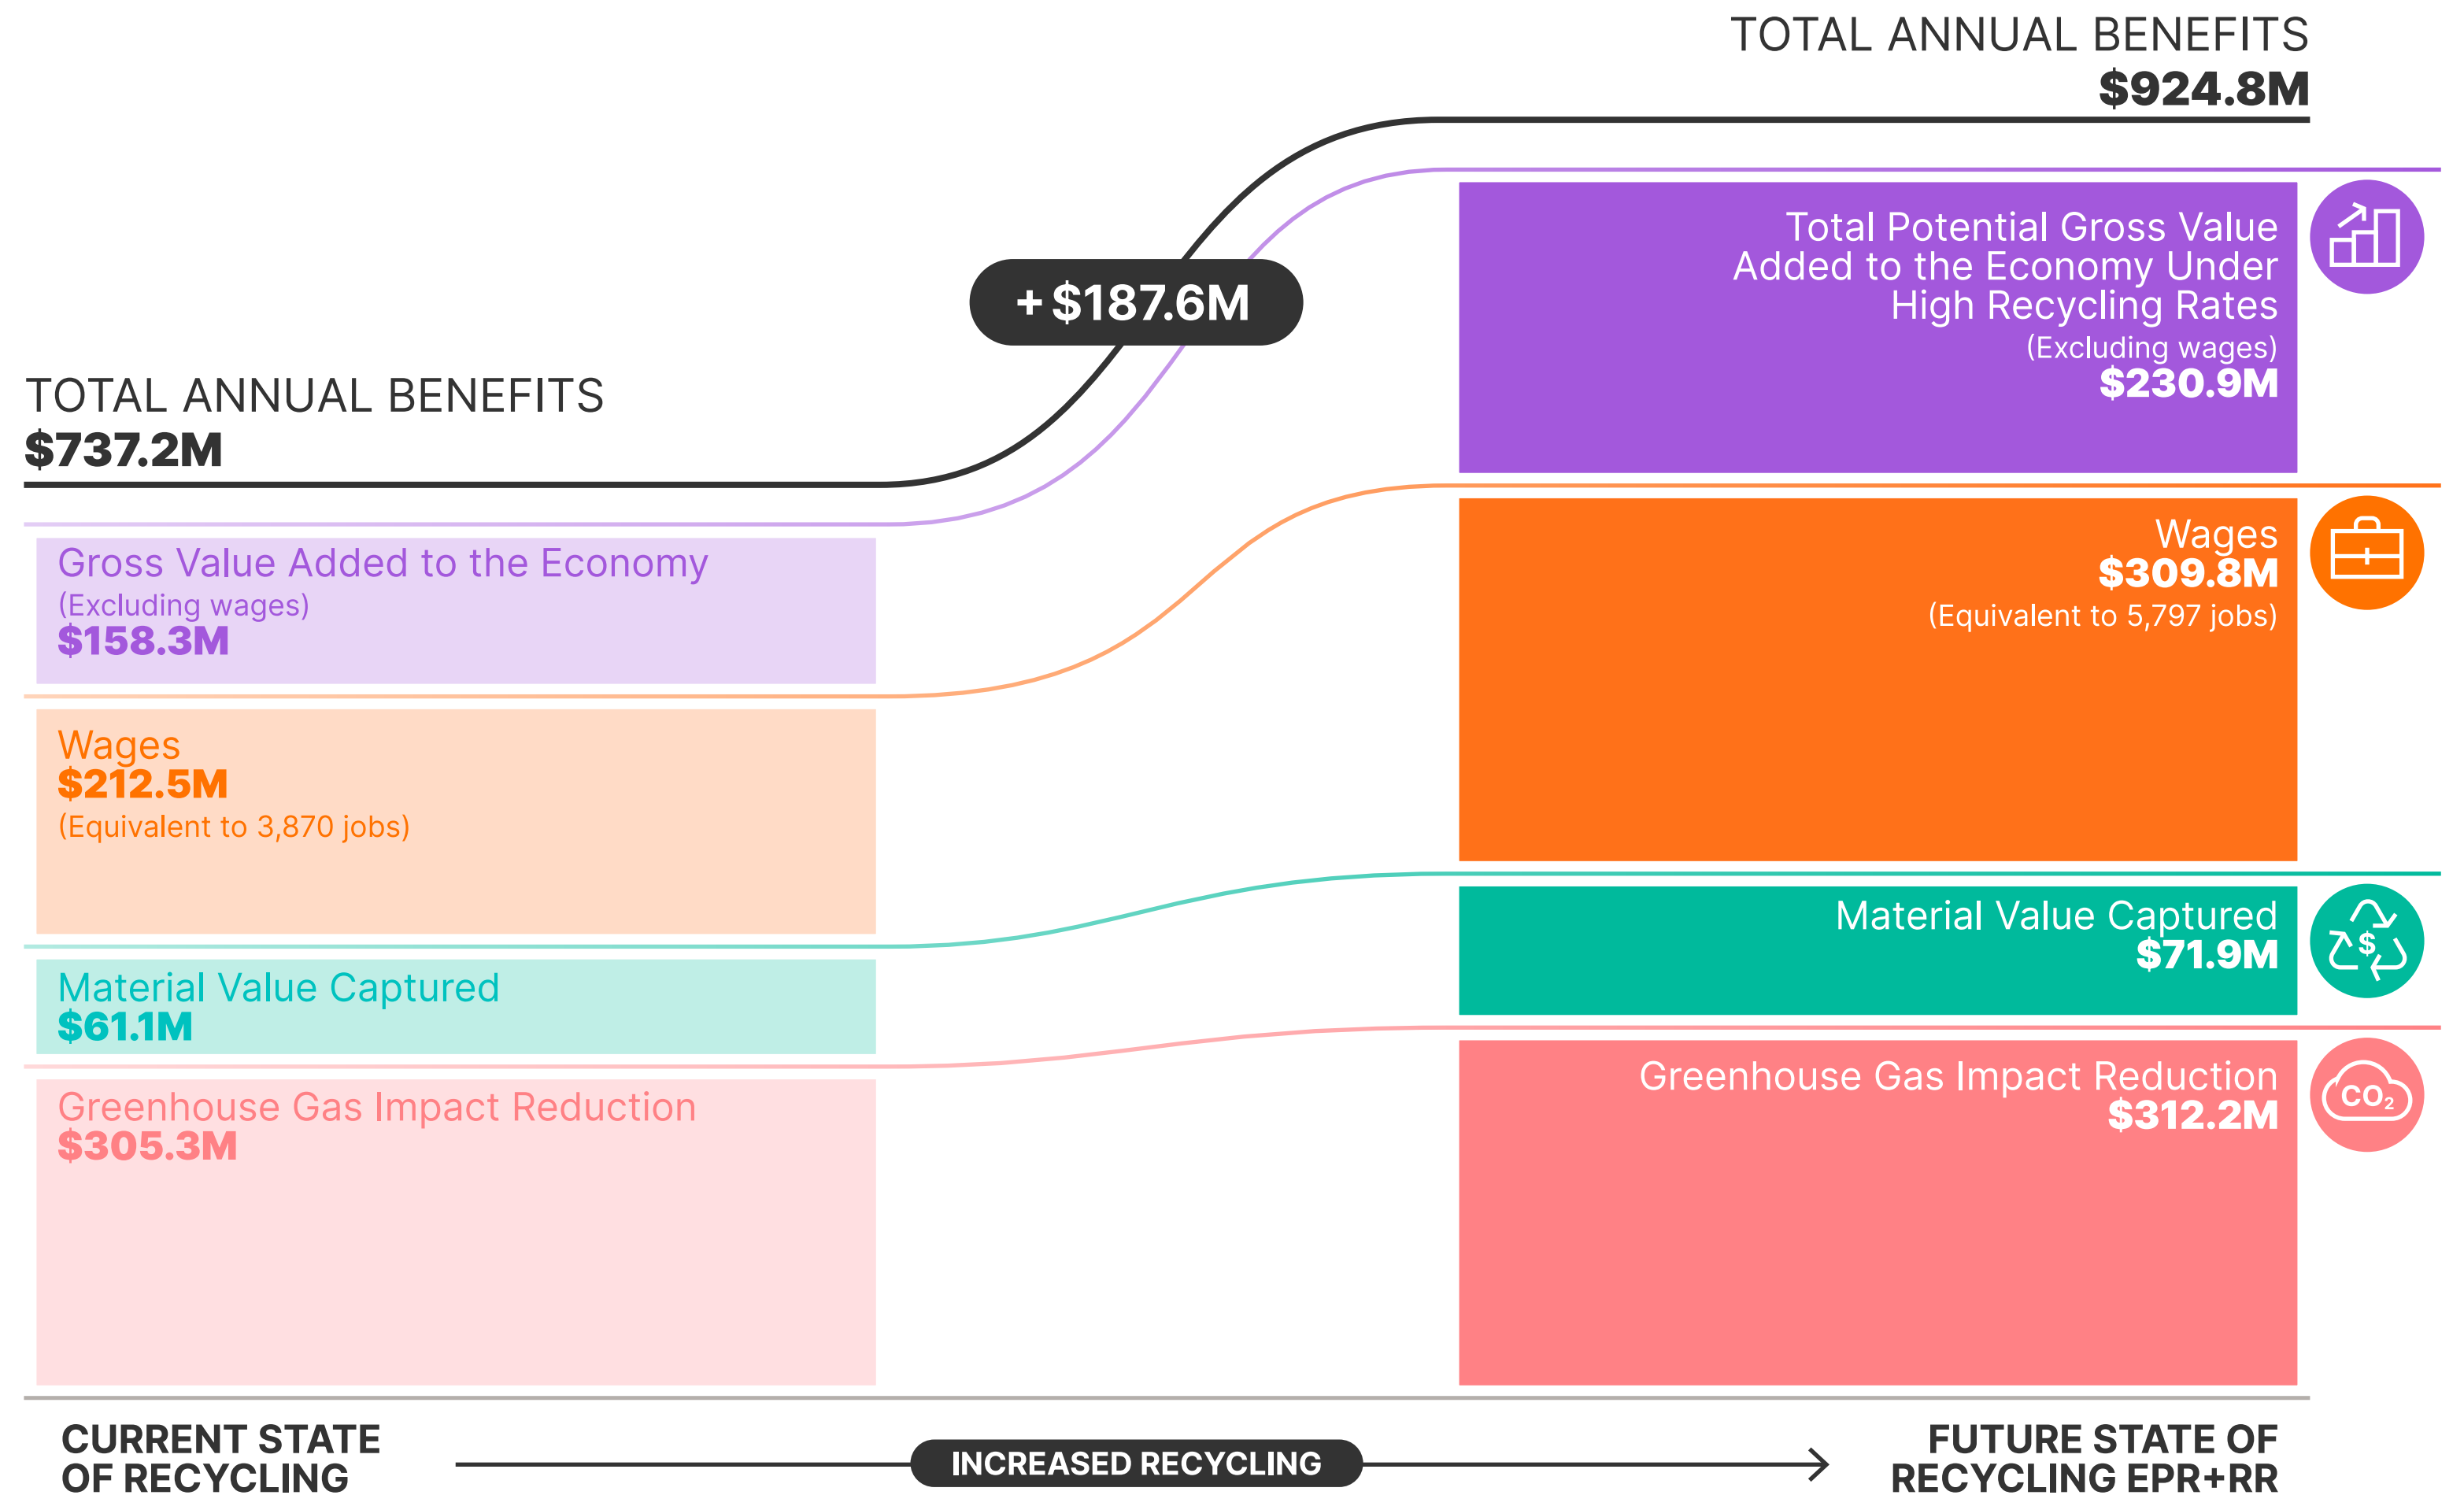 TOTAL ANNUAL BENEFITS
$924.8M
+$187.6M
TOTAL ANNUAL BENEFITS
$737.2M
Total Potential Gross Value
Added to the Economy Under
High Recycling Rates
(Excluding wages)
$230.9M
Gross Value Added to the Economy
(Excluding wages)
$158.3M
Wages
$309.8M
(Equivalent to 5,797 jobs)
Wages
$212.5M
(Equivalent to 3,870 jobs)
Material Value Captured
$71.9M
$
Material Value Captured
$61.1M
Greenhouse Gas Impact Reduction
$312.2M
CO₂
Greenhouse Gas Impact Reduction
$305.3M
CURRENT STATE
OF RECYCLING
INCREASED RECYCLING
FUTURE STATE OF
RECYCLING EPR+RR